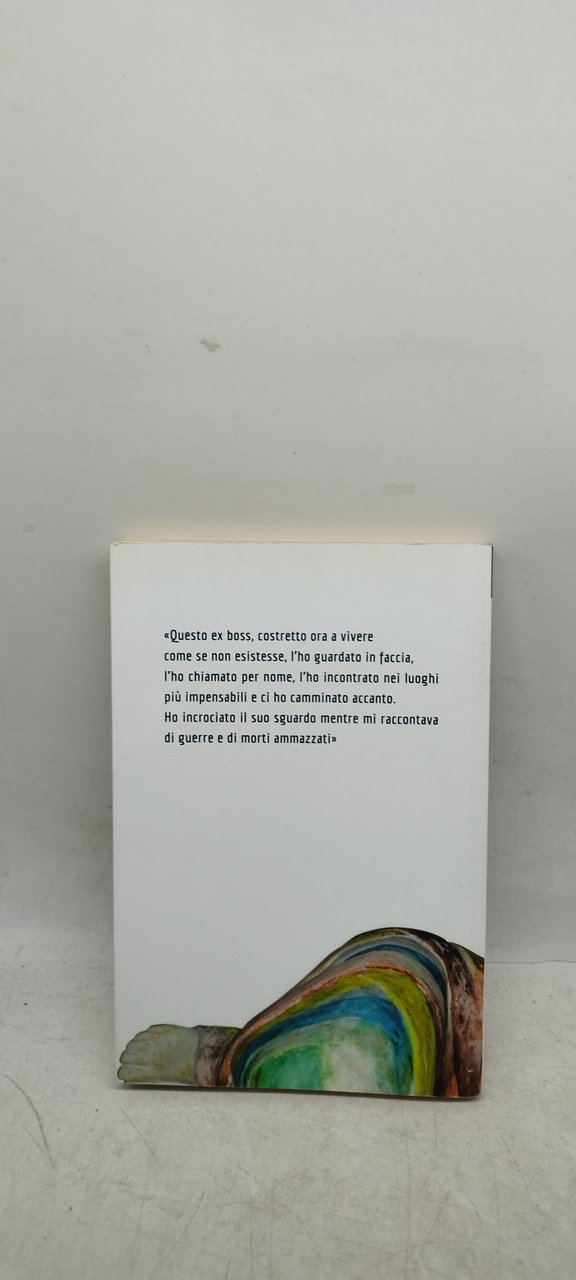 «Questo ex boss, costretto ora a vivere
come se non esistesse, l'ho guardato in faccia,
l'ho chiamato per nome, l'ho incontrato nei luoghi
più impensabili e ci ho camminato accanto.
Ho incrociato il suo sguardo mentre mi raccontava
di guerre e di morti ammazzati»